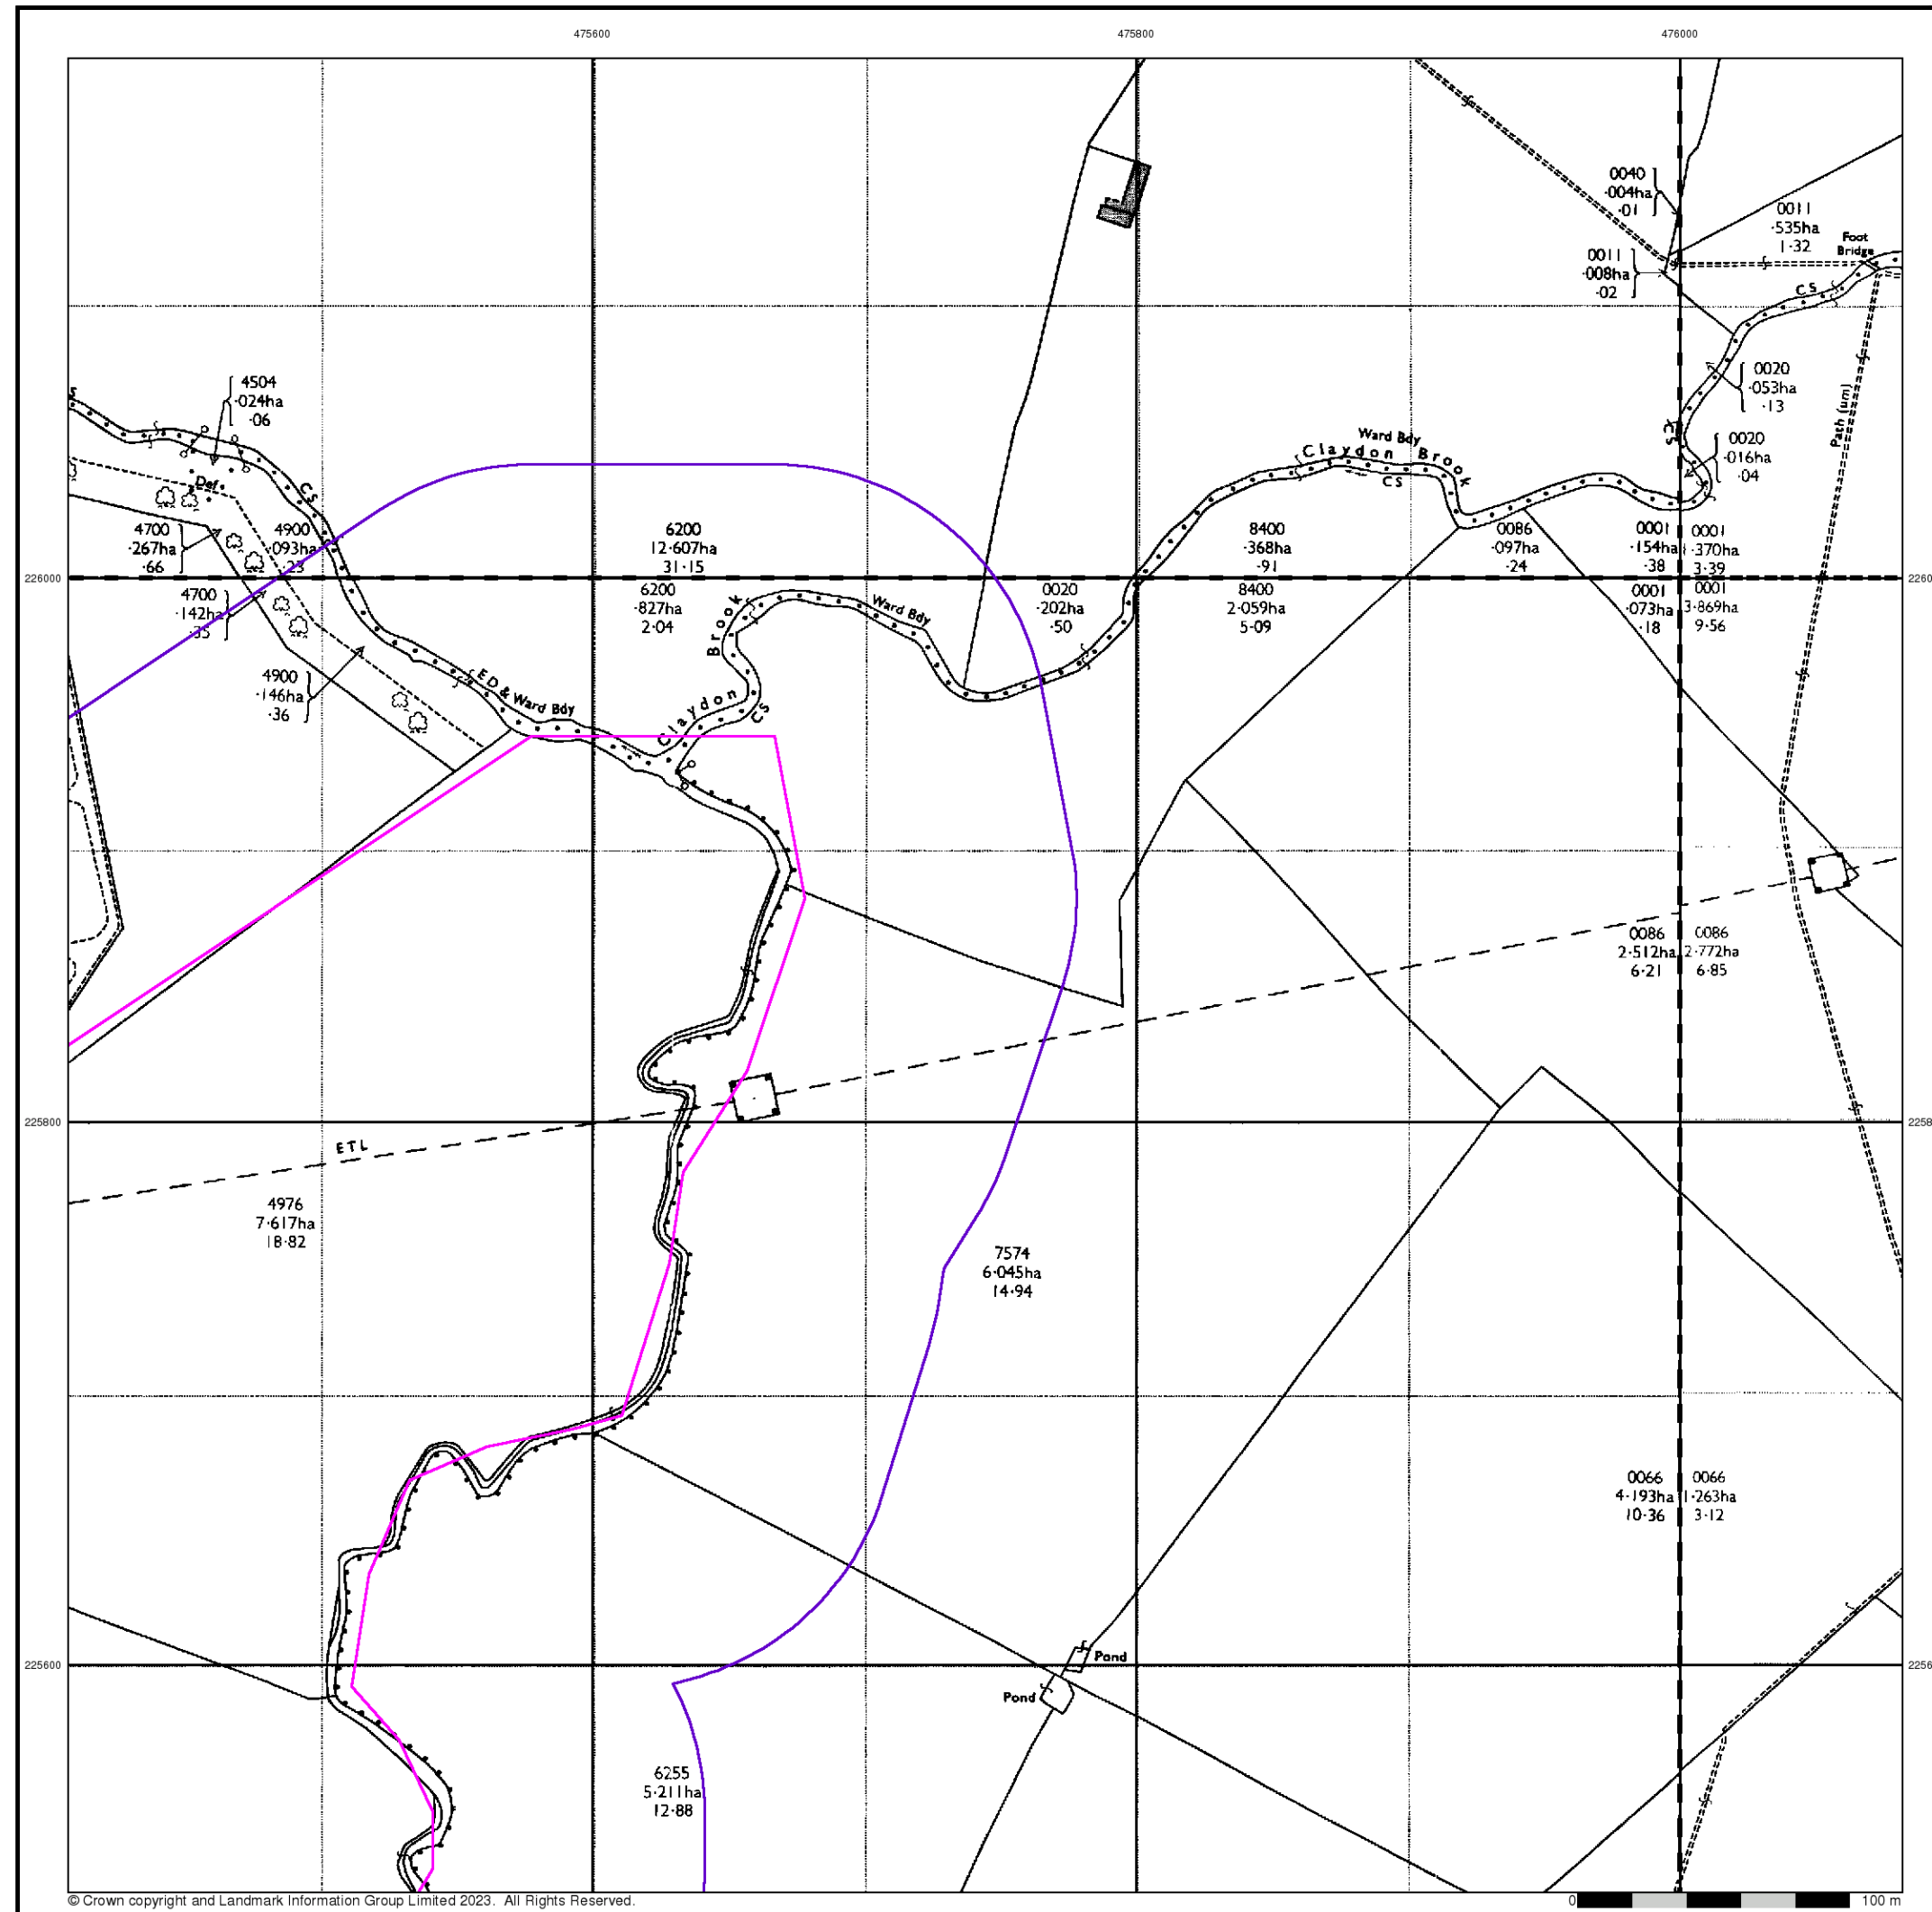 475600
475800
476000
0040
·004ha
·01
0011
·535ha
1·32
Foot
Bridge
0011
·008ha
·02
CS
4504
·024ha
·06
0020
·053ha
·13
Path (um)
S
CS
0020
·016ha
·04
Ward Bdy
Claydon Brook
CS
Def
CS
4700
·267ha
·66
4900
·093ha
·23
6200
12·607ha
31·15
8400
·368ha
·91
0086
·097ha
·24
0001
·154ha
·38
0001
1·370ha
3·39
226000
2260
4700
·142ha
·35
6200
·827ha
2·04
Brook
Ward Bdy
0020
·202ha
·50
8400
2·059ha
5·09
0001
·073ha
·18
0001
3·869ha
9·56
4900
·146ha
·36
ED & Ward Bdy
Claydon
CS
0086
2·512ha
6·21
0086
2·772ha
6·85
225800
2258
ETL
4976
7·617ha
18·82
7574
6·045ha
14·94
0066
4·193ha
10·36
0066
1·263ha
3·12
225600
2256
Pond
Pond
6255
5·211ha
12·88
© Crown copyright and Landmark Information Group Limited 2023. All Rights Reserved.
0
100 m